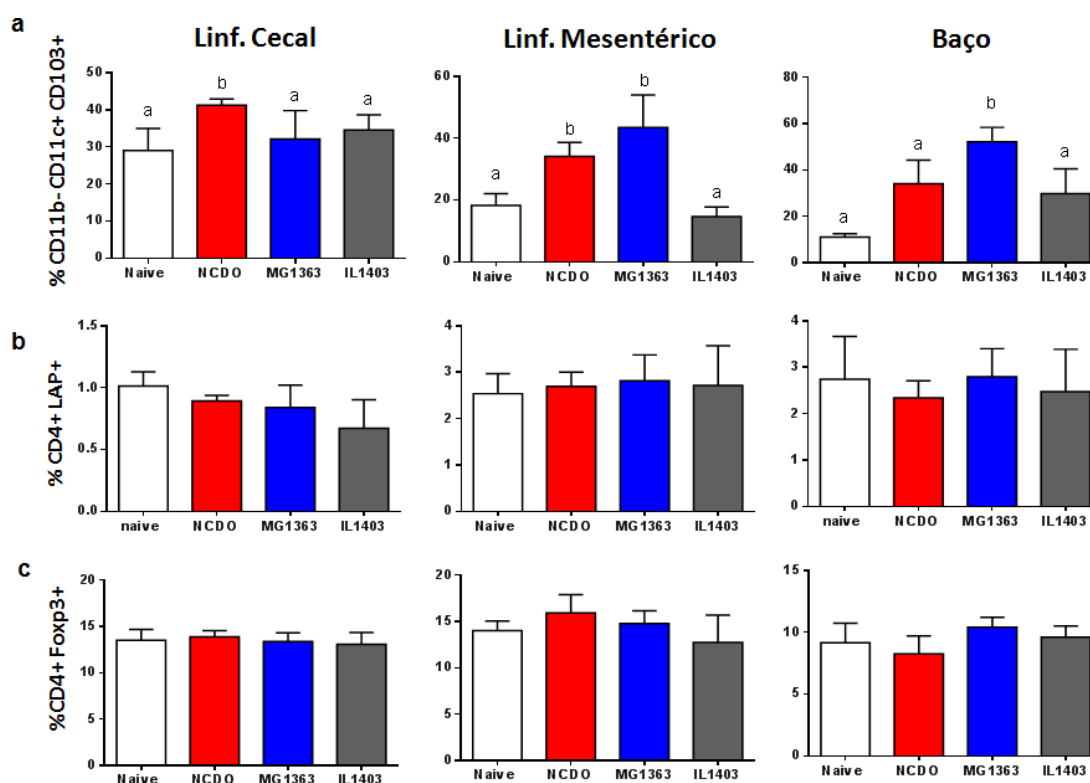 a
Linf. Cecal
Linf. Mesentérico
Baço
% CD11b- CD11c+ CD103+
50
40
30
20
10
0
a
b
a
a
Naive NCDO MG1363 IL1403
60
40
20
0
a
b
b
a
Naive NCDO MG1363 IL1403
80
60
40
20
0
a
a
b
a
Naive NCDO MG1363 IL1403
b
% CD4+ LAP+
1.5
1.0
0.5
0.0
naive NCDO MG1363 IL1403
4
3
2
1
0
Naive NCDO MG1363 IL1403
4
3
2
1
0
naive NCDO MG1363 IL1403
c
%CD4+ Foxp3+
20
15
10
5
0
Naive NCDO MG1363 IL1403
20
15
10
5
0
Naive NCDO MG1363 IL1403
15
10
5
0
Naive NCDO MG1363 IL1403